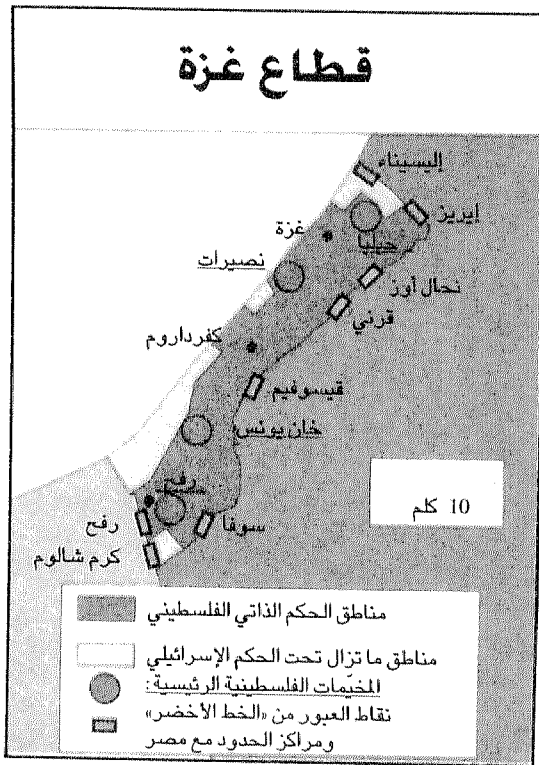 قطاع غزة
إليسيناء
إيريز
غزة
جباليا
نصيرات
نحال أوز
قرني
كفرداروم
قيسوفيم
خان يونس
رفح
سوفا
رفح
كرم شالوم
10 كلم
مناطق الحكم الذاتي الفلسطيني
مناطق ما تزال تحت الحكم الإسرائيلي
المخيّمات الفلسطينية الرئيسية:
نقاط العبور من «الخط الأخضر»
ومراكز الحدود مع مصر